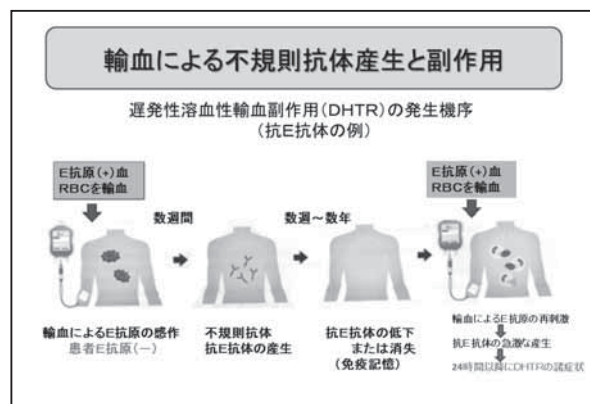 輸血による不規則抗体産生と副作用
遅発性溶血性輸血副作用(DHTR)の発生機序
(抗E抗体の例)
E抗原(+)血
RBCを輸血
数週間
数週～数年
E抗原(+)血
RBCを輸血
輸血によるE抗原の感作
患者E抗原(－)
不規則抗体
抗E抗体の産生
抗E抗体の低下
または消失
(免疫記憶)
輸血によるE抗原の再刺激
抗E抗体の急激な産生
24時間以降にDHTRの諸症状